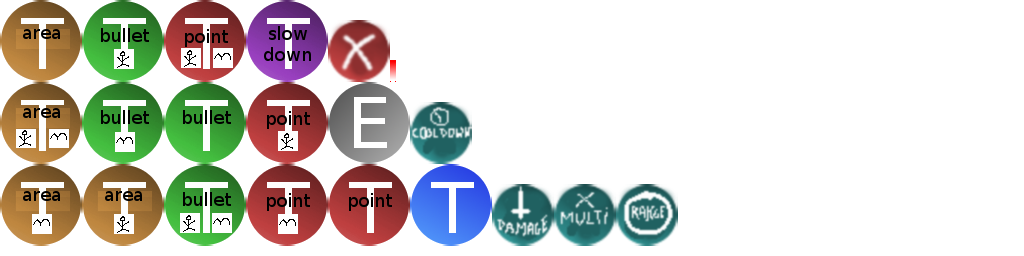 T area T bullet T point T slow down X
T area T bullet T bullet T point E COOLDOWN
T area T area T bullet T point T point T DAMAGE MULTI RANGE